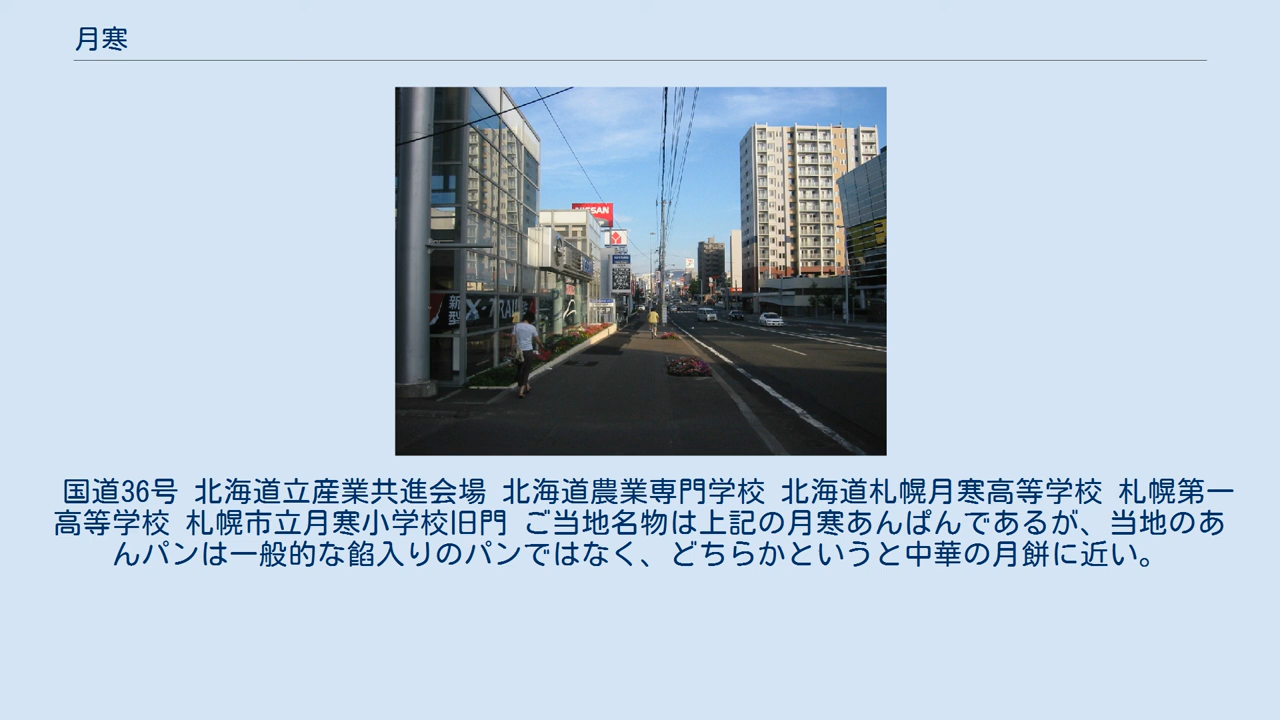 月寒
NISSAN
新型 X-TRAIL
国道36号 北海道立産業共進会場 北海道農業専門学校 北海道札幌月寒高等学校 札幌第一
高等学校 札幌市立月寒小学校旧門 ご当地名物は上記の月寒あんぱんであるが、当地のあ
んパンは一般的な餡入りのパンではなく、どちらかというと中華の月餅に近い。